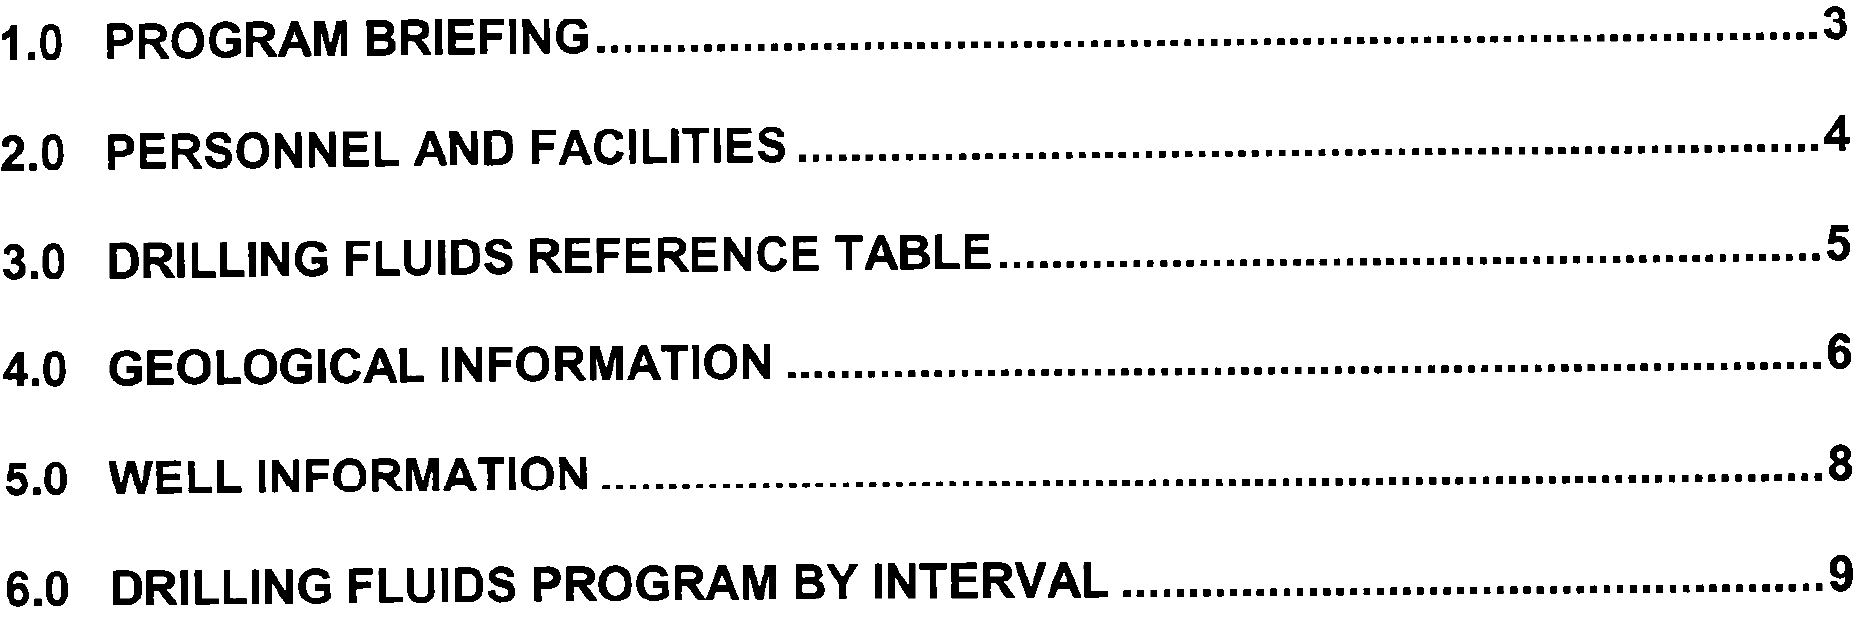 1.0 PROGRAM BRIEFING........................................................................................3
2.0 PERSONNEL AND FACILITIES ..........................................................................4
3.0 DRILLING FLUIDS REFERENCE TABLE............................................................5
4.0 GEOLOGICAL INFORMATION ...........................................................................6
5.0 WELL INFORMATION ........................................................................................8
6.0 DRILLING FLUIDS PROGRAM BY INTERVAL ...................................................9